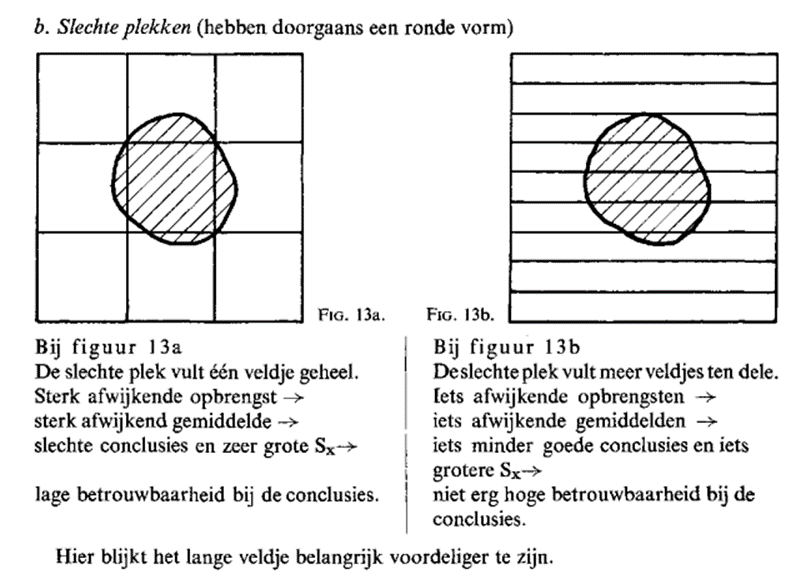 b. Slechte plekken (hebben doorgaans een ronde vorm)
FIG. 13a.
FIG. 13b.
Bij figuur 13a
De slechte plek vult één veldje geheel.
Sterk afwijkende opbrengst →
sterk afwijkend gemiddelde →
slechte conclusies en zeer grote Sx→
lage betrouwbaarheid bij de conclusies.
Bij figuur 13b
De slechte plek vult meer veldjes ten dele.
Iets afwijkende opbrengsten →
iets afwijkende gemiddelden →
iets minder goede conclusies en iets
grotere Sx→
niet erg hoge betrouwbaarheid bij de
conclusies.
Hier blijkt het lange veldje belangrijk voordeliger te zijn.